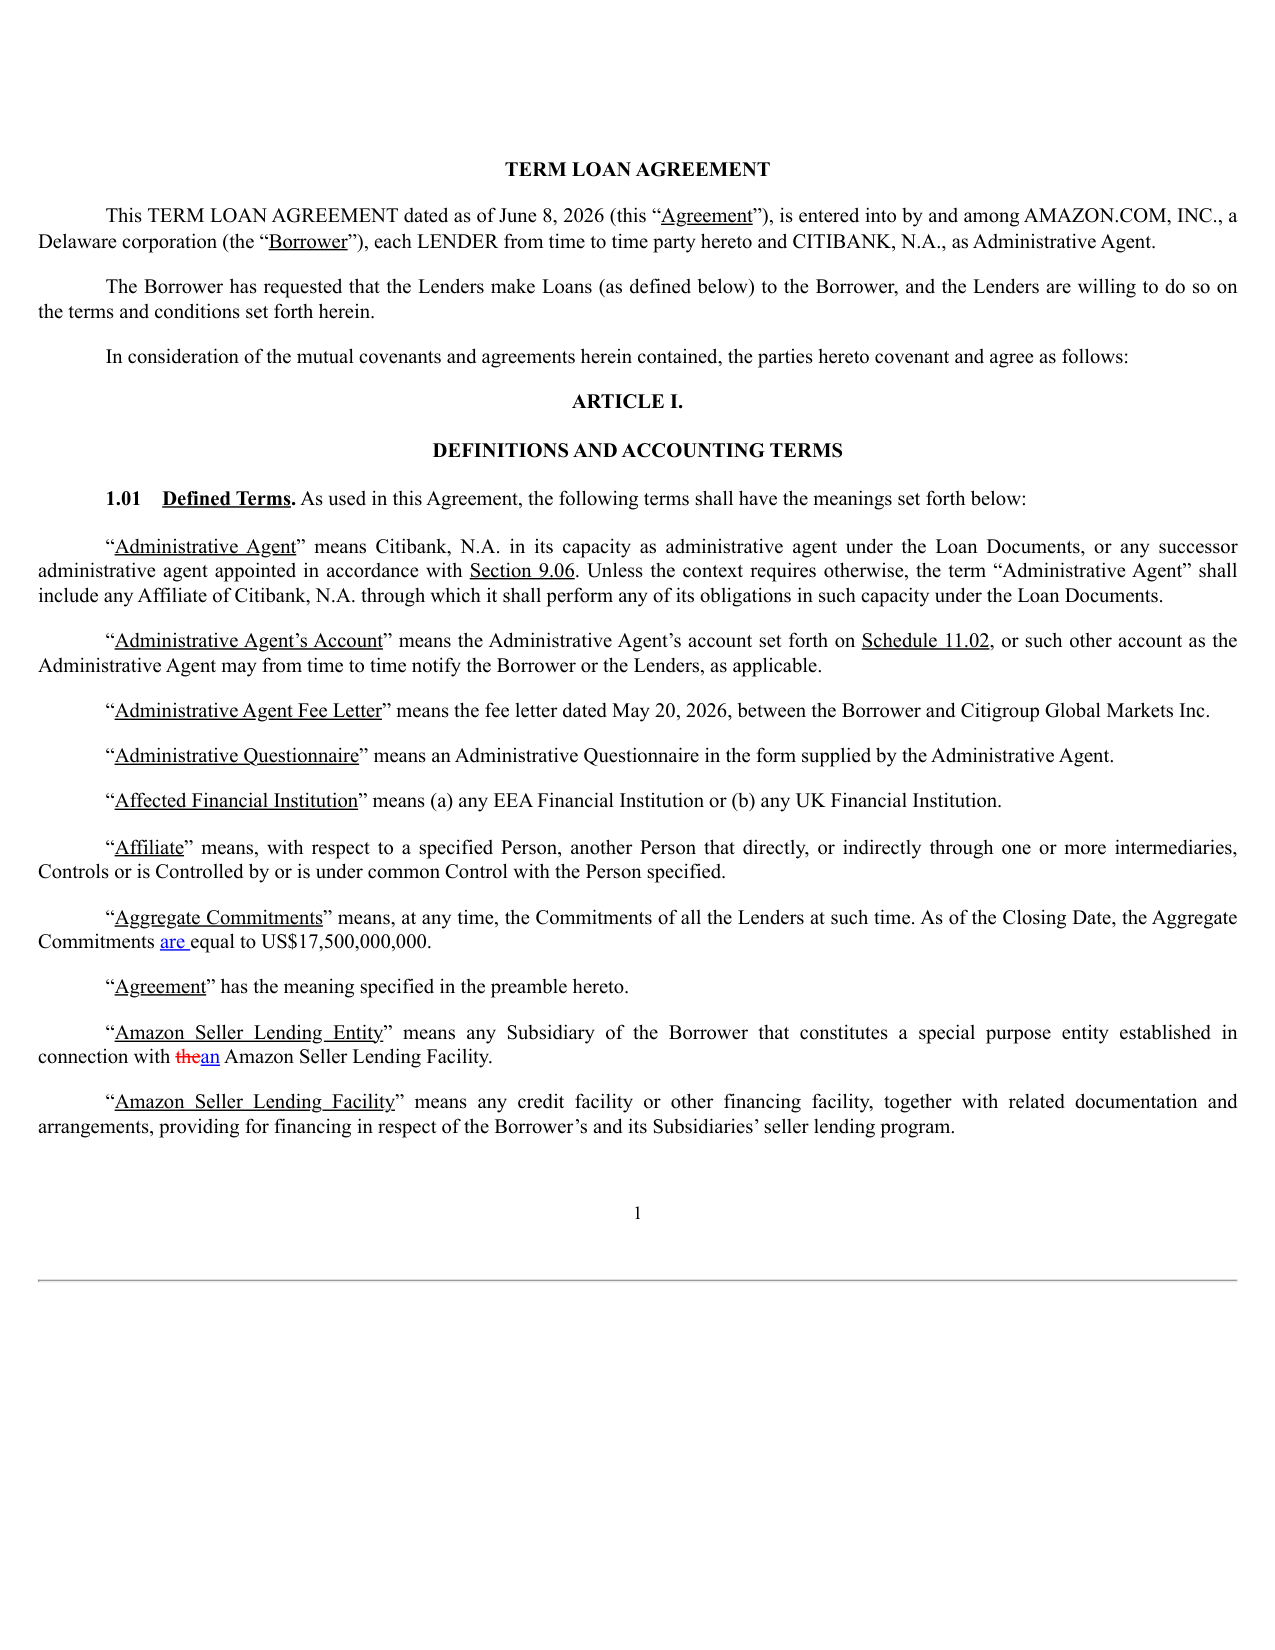 TERM LOAN AGREEMENT
This TERM LOAN AGREEMENT dated as of June 8, 2026 (this “Agreement”), is entered into by and among AMAZON.COM, INC., a
Delaware corporation (the “Borrower”), each LENDER from time to time party hereto and CITIBANK, N.A., as Administrative Agent.
The Borrower has requested that the Lenders make Loans (as defined below) to the Borrower, and the Lenders are willing to do so on
the terms and conditions set forth herein.
In consideration of the mutual covenants and agreements herein contained, the parties hereto covenant and agree as follows:
ARTICLE I.
DEFINITIONS AND ACCOUNTING TERMS
1.01 Defined Terms. As used in this Agreement, the following terms shall have the meanings set forth below:
“Administrative Agent” means Citibank, N.A. in its capacity as administrative agent under the Loan Documents, or any successor
administrative agent appointed in accordance with Section 9.06. Unless the context requires otherwise, the term “Administrative Agent” shall
include any Affiliate of Citibank, N.A. through which it shall perform any of its obligations in such capacity under the Loan Documents.
“Administrative Agent’s Account” means the Administrative Agent’s account set forth on Schedule 11.02, or such other account as the
Administrative Agent may from time to time notify the Borrower or the Lenders, as applicable.
“Administrative Agent Fee Letter” means the fee letter dated May 20, 2026, between the Borrower and Citigroup Global Markets Inc.
“Administrative Questionnaire” means an Administrative Questionnaire in the form supplied by the Administrative Agent.
“Affected Financial Institution” means (a) any EEA Financial Institution or (b) any UK Financial Institution.
“Affiliate” means, with respect to a specified Person, another Person that directly, or indirectly through one or more intermediaries,
Controls or is Controlled by or is under common Control with the Person specified.
“Aggregate Commitments” means, at any time, the Commitments of all the Lenders at such time. As of the Closing Date, the Aggregate
Commitments are equal to US$17,500,000,000.
“Agreement” has the meaning specified in the preamble hereto.
“Amazon Seller Lending Entity” means any Subsidiary of the Borrower that constitutes a special purpose entity established in
connection with thean Amazon Seller Lending Facility.
“Amazon Seller Lending Facility” means any credit facility or other financing facility, together with related documentation and
arrangements, providing for financing in respect of the Borrower’s and its Subsidiaries’ seller lending program.
1